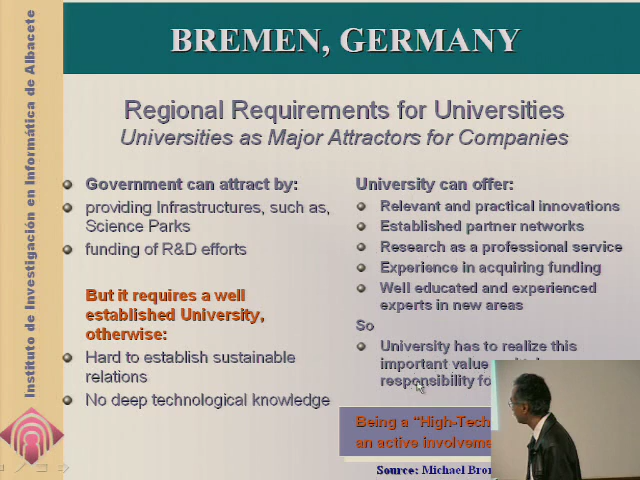 Instituto de Investigación en Informática de Albacete
BREMEN, GERMANY
Regional Requirements for Universities
Universities as Major Attractors for Companies
Government can attract by:
providing Infrastructures, such as,
Science Parks
funding of R&D efforts
But it requires a well
established University,
otherwise:
Hard to establish sustainable
relations
No deep technological knowledge
University can offer:
Relevant and practical innovations
Established partner networks
Research as a professional service
Experience in acquiring funding
Well educated and experienced
experts in new areas
So
University has to realize this
important value
responsibility
Being a "High-Tech
an active
Source: Michael